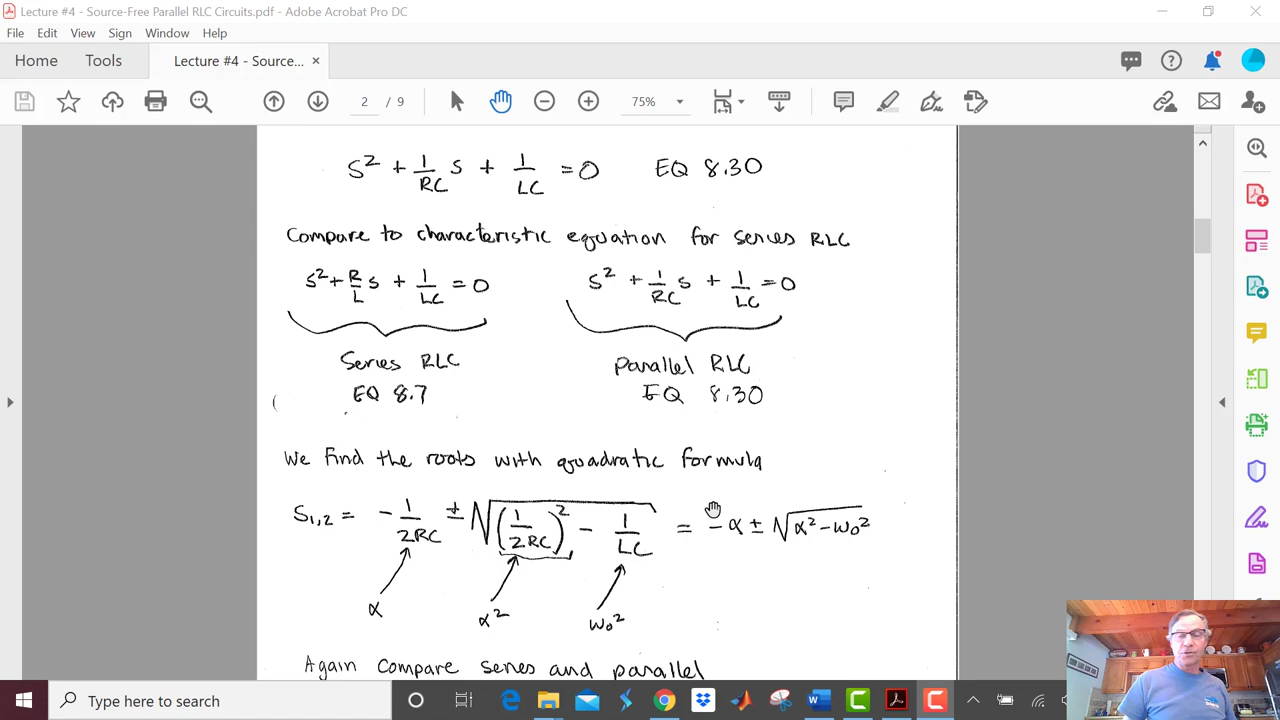 Lecture #4 - Source-Free Parallel RLC Circuits.pdf - Adobe Acrobat Pro DC
File Edit View Sign Window Help
Home Tools Lecture #4 - Source... ×
2 / 9 75%
S² + 1/RC S + 1/LC = 0 EQ 8.30
Compare to characteristic equation for series RLC
S² + R/L S + 1/LC = 0 S² + 1/RC S + 1/LC = 0
Series RLC Parallel RLC
EQ 8.7 EQ 8.30
We find the roots with quadratic formula
S1,2 = - 1/2RC ± √((1/2RC)² - 1/LC) = -α ± √(α² - ω0²)
α α² ω0²
Again compare series and parallel
Type here to search